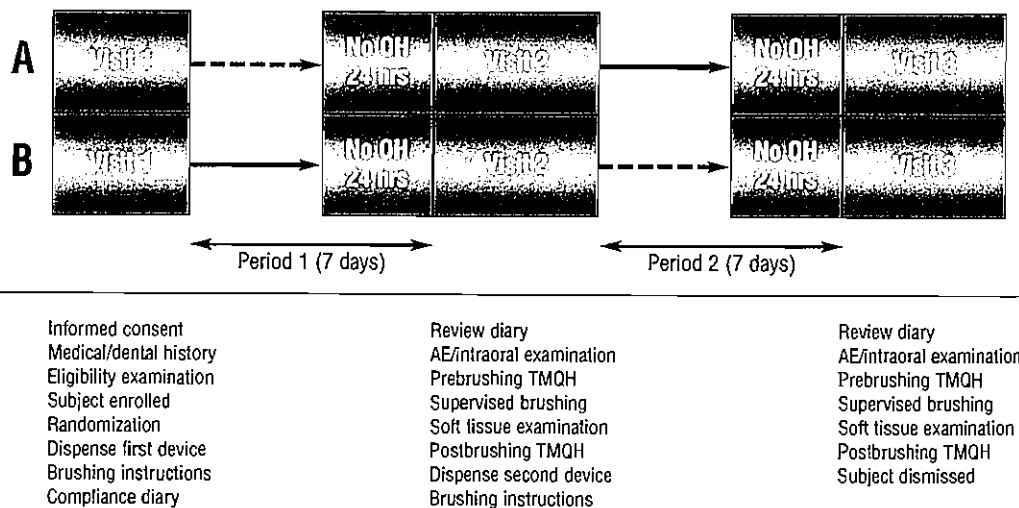 A
Visit 1
No OH
24 hrs
Visit 2
No OH
24 hrs
Visit 3
B
Visit 1
No OH
24 hrs
Visit 2
No OH
24 hrs
Visit 3
Period 1 (7 days)
Period 2 (7 days)
Informed consent
Medical/dental history
Eligibility examination
Subject enrolled
Randomization
Dispense first device
Brushing instructions
Compliance diary
Review diary
AE/intraoral examination
Prebrushing TMQH
Supervised brushing
Soft tissue examination
Postbrushing TMQH
Dispense second device
Brushing instructions
Review diary
AE/intraoral examination
Prebrushing TMQH
Supervised brushing
Soft tissue examination
Postbrushing TMQH
Subject dismissed